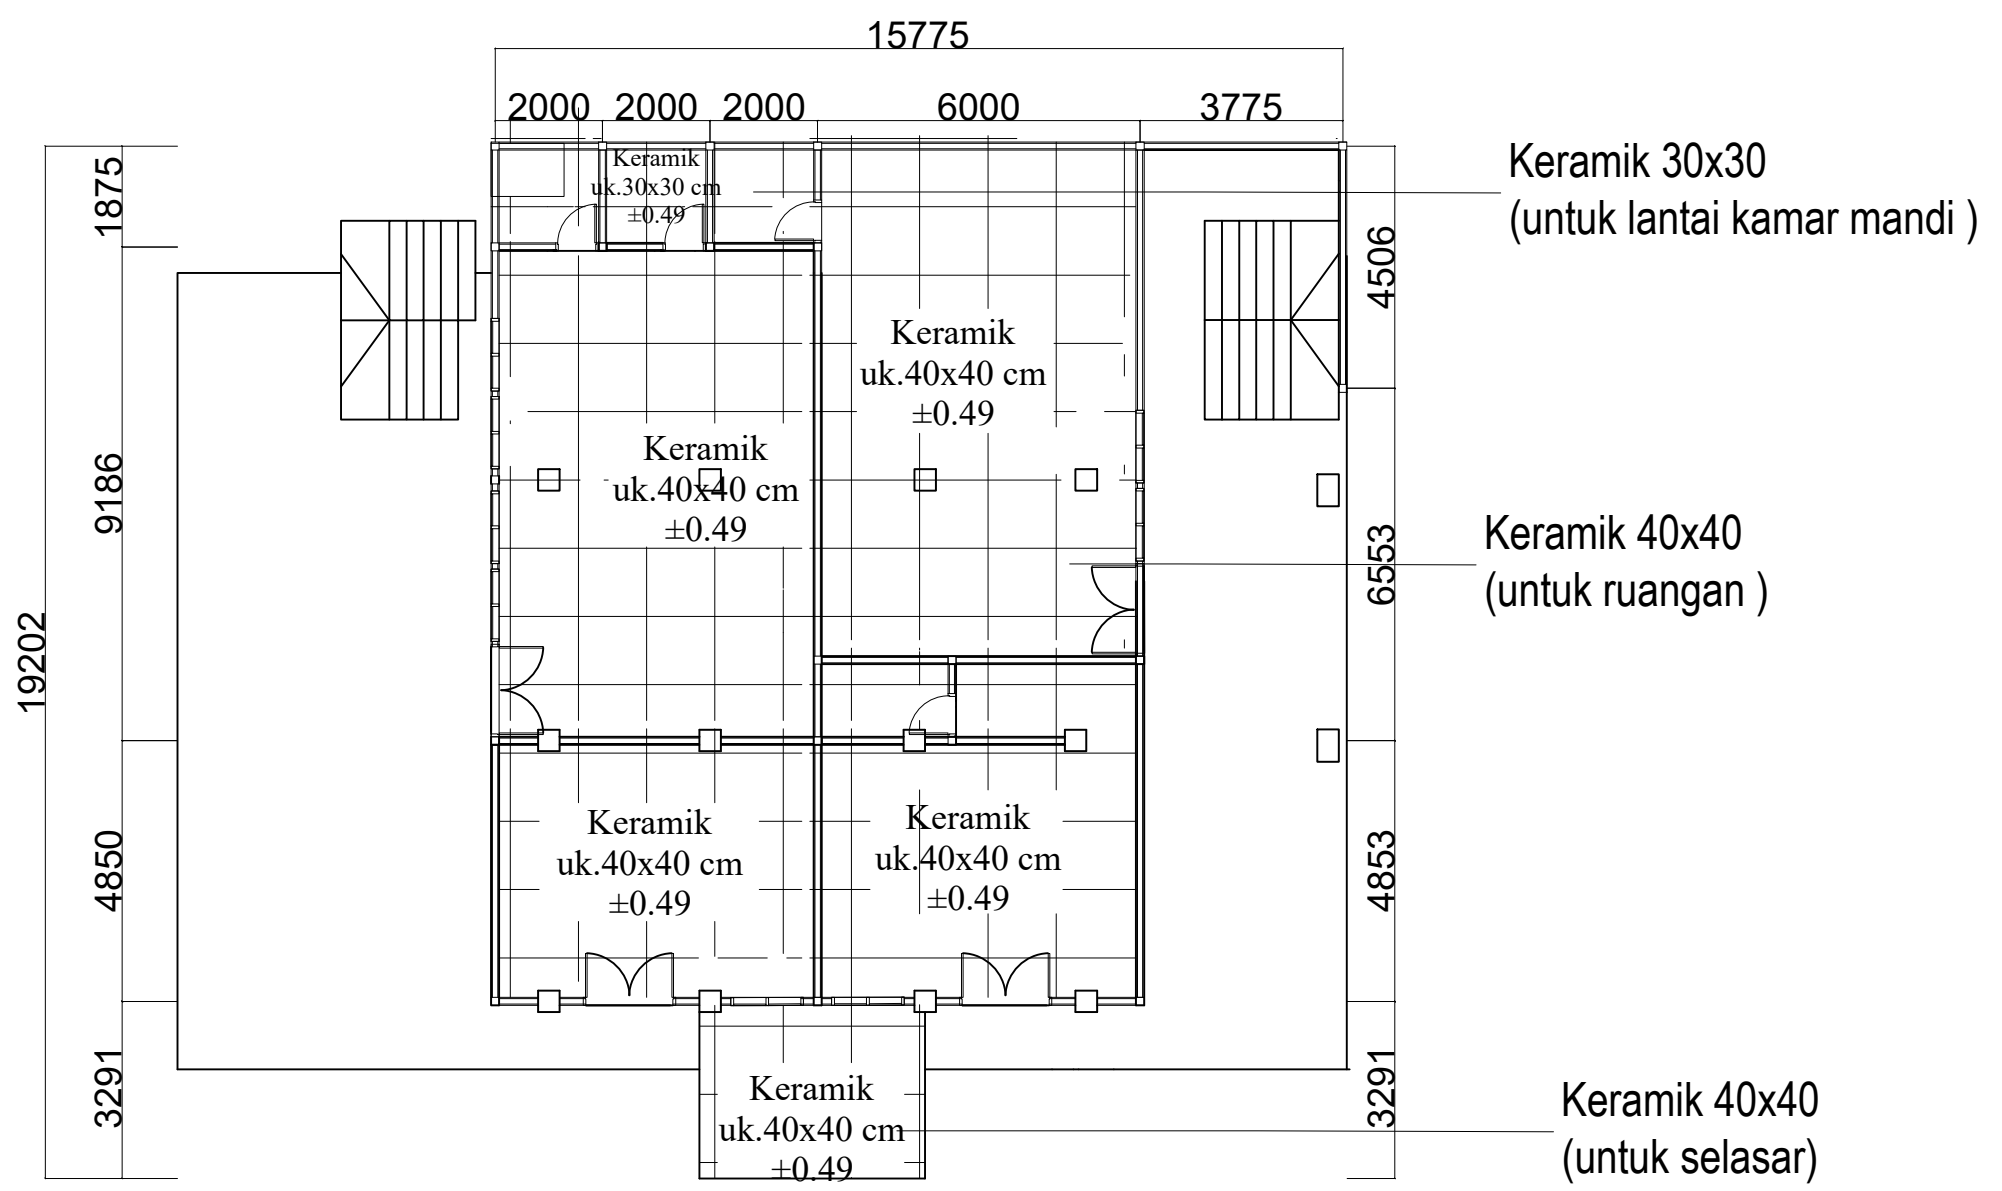 15775
2000 2000 2000 6000 3775
Keramik
uk.30x30 cm
±0.49
Keramik 30x30
(untuk lantai kamar mandi )
1875
9186
4850
3291
19202
4506
6553
4853
3291
Keramik
uk.40x40 cm
±0.49
Keramik
uk.40x40 cm
±0.49
Keramik 40x40
(untuk ruangan )
Keramik
uk.40x40 cm
±0.49
Keramik
uk.40x40 cm
±0.49
Keramik
uk.40x40 cm
±0.49
Keramik 40x40
(untuk selasar)